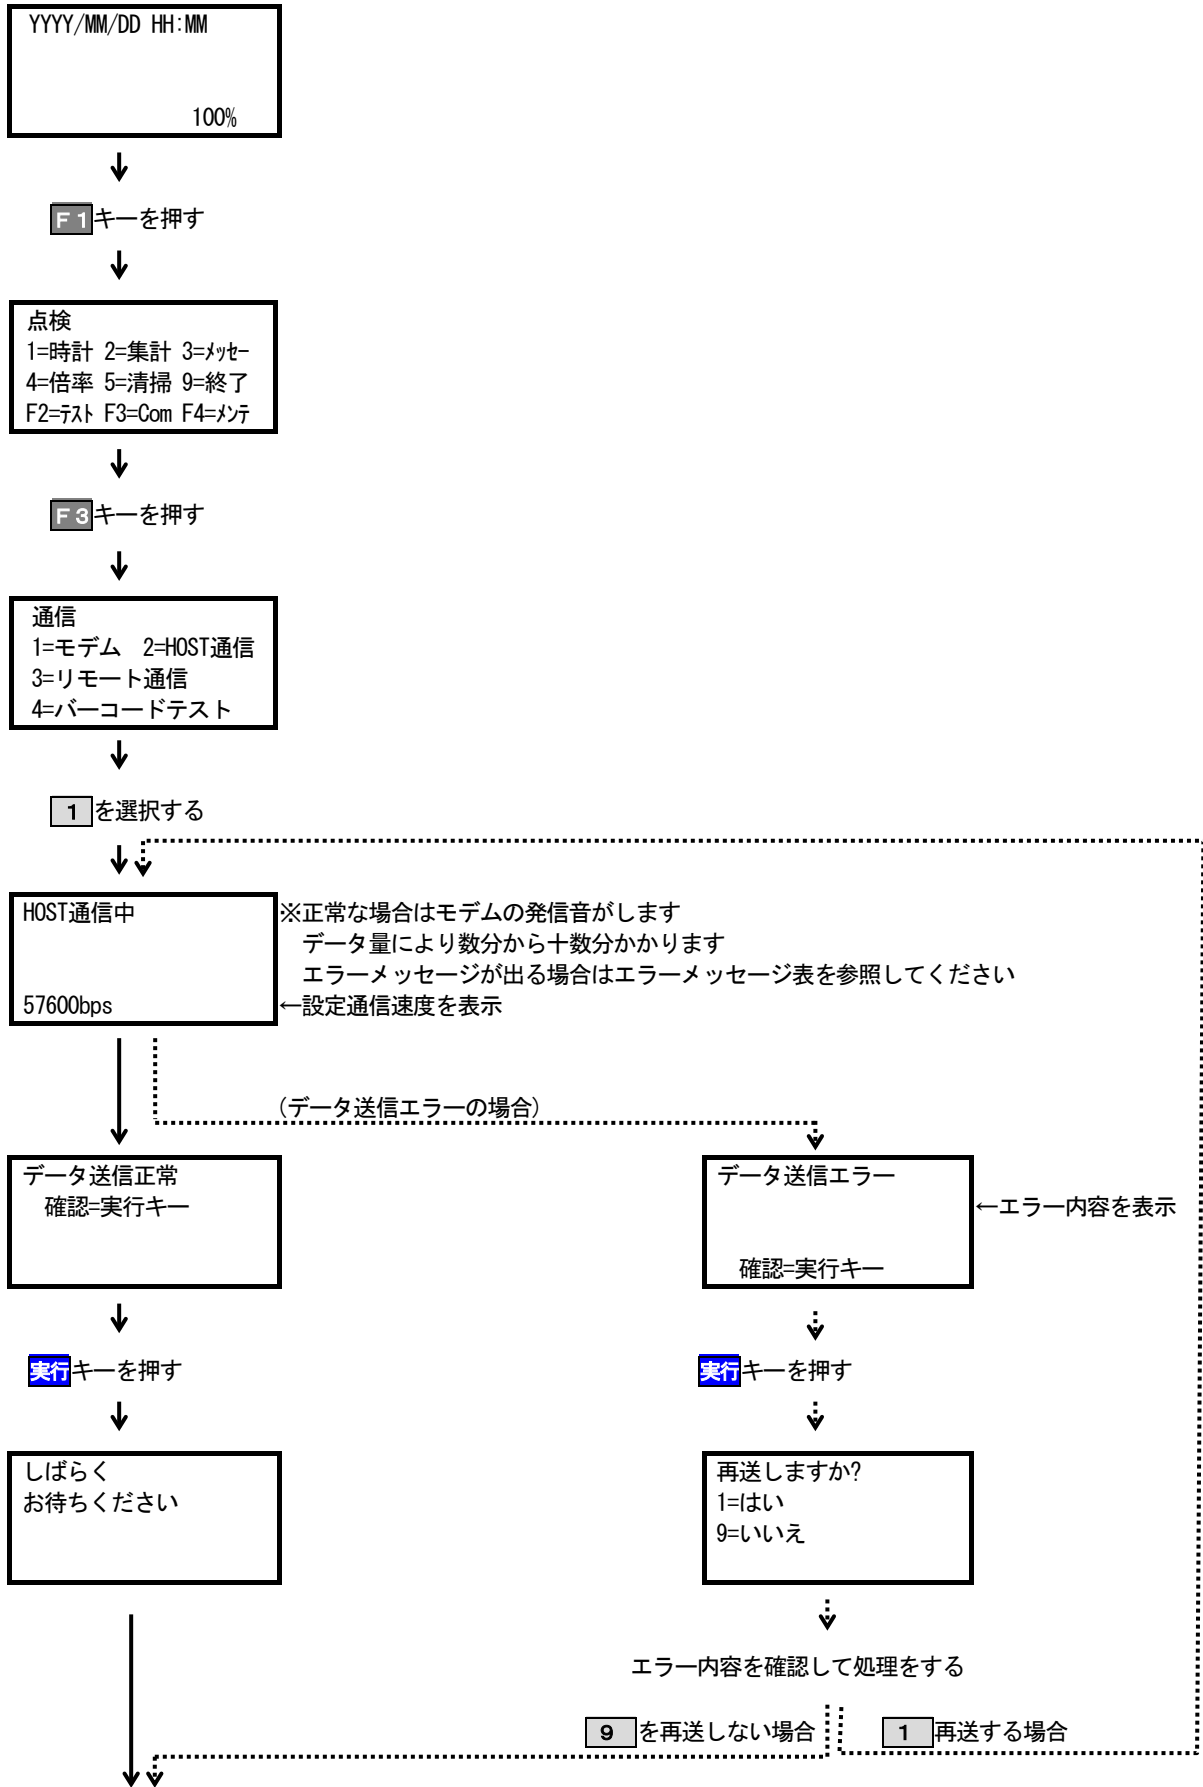 YYYY/MM/DD HH:MM
100%
↓
F1キーを押す
↓
点検
1=時計 2=集計 3=ﾒｯｾｰ
4=倍率 5=清掃 9=終了
F2=ﾃｽﾄ F3=Com F4=ﾒﾝﾃ
↓
F3キーを押す
↓
通信
1=モデム 2=HOST通信
3=リモート通信
4=バーコードテスト
↓
1を選択する
HOST通信中
※正常な場合はモデムの発信音がします
データ量により数分から十数分かかります
エラーメッセージが出る場合はエラーメッセージ表を参照してください
57600bps
←設定通信速度を表示
(データ送信エラーの場合)
データ送信正常
確認=実行キー
データ送信エラー
←エラー内容を表示
確認=実行キー
実行キーを押す
実行キーを押す
しばらく
お待ちください
再送しますか?
1=はい
9=いいえ
エラー内容を確認して処理をする
9を再送しない場合
1再送する場合